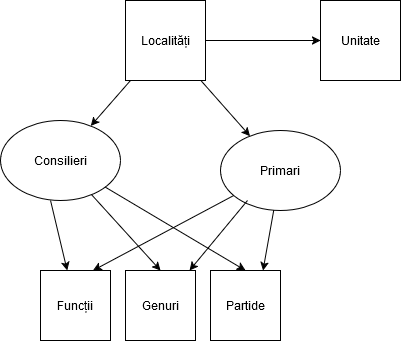 Localități
Unitate
Consilieri
Primari
Funcții
Genuri
Partide